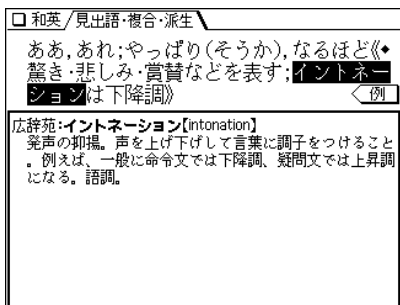 和英/見出語·複合·派生
ああ,あれ;やっぱり(そうか),なるほど《◆
驚き·悲しみ·賞賛などを表す;イントネー
ションは下降調》
例
広辞苑:イントネーション【intonation】
発声の抑揚。声を上げ下げして言葉に調子をつけること
。例えば、一般に命令文では下降調、疑問文では上昇調
になる。語調。